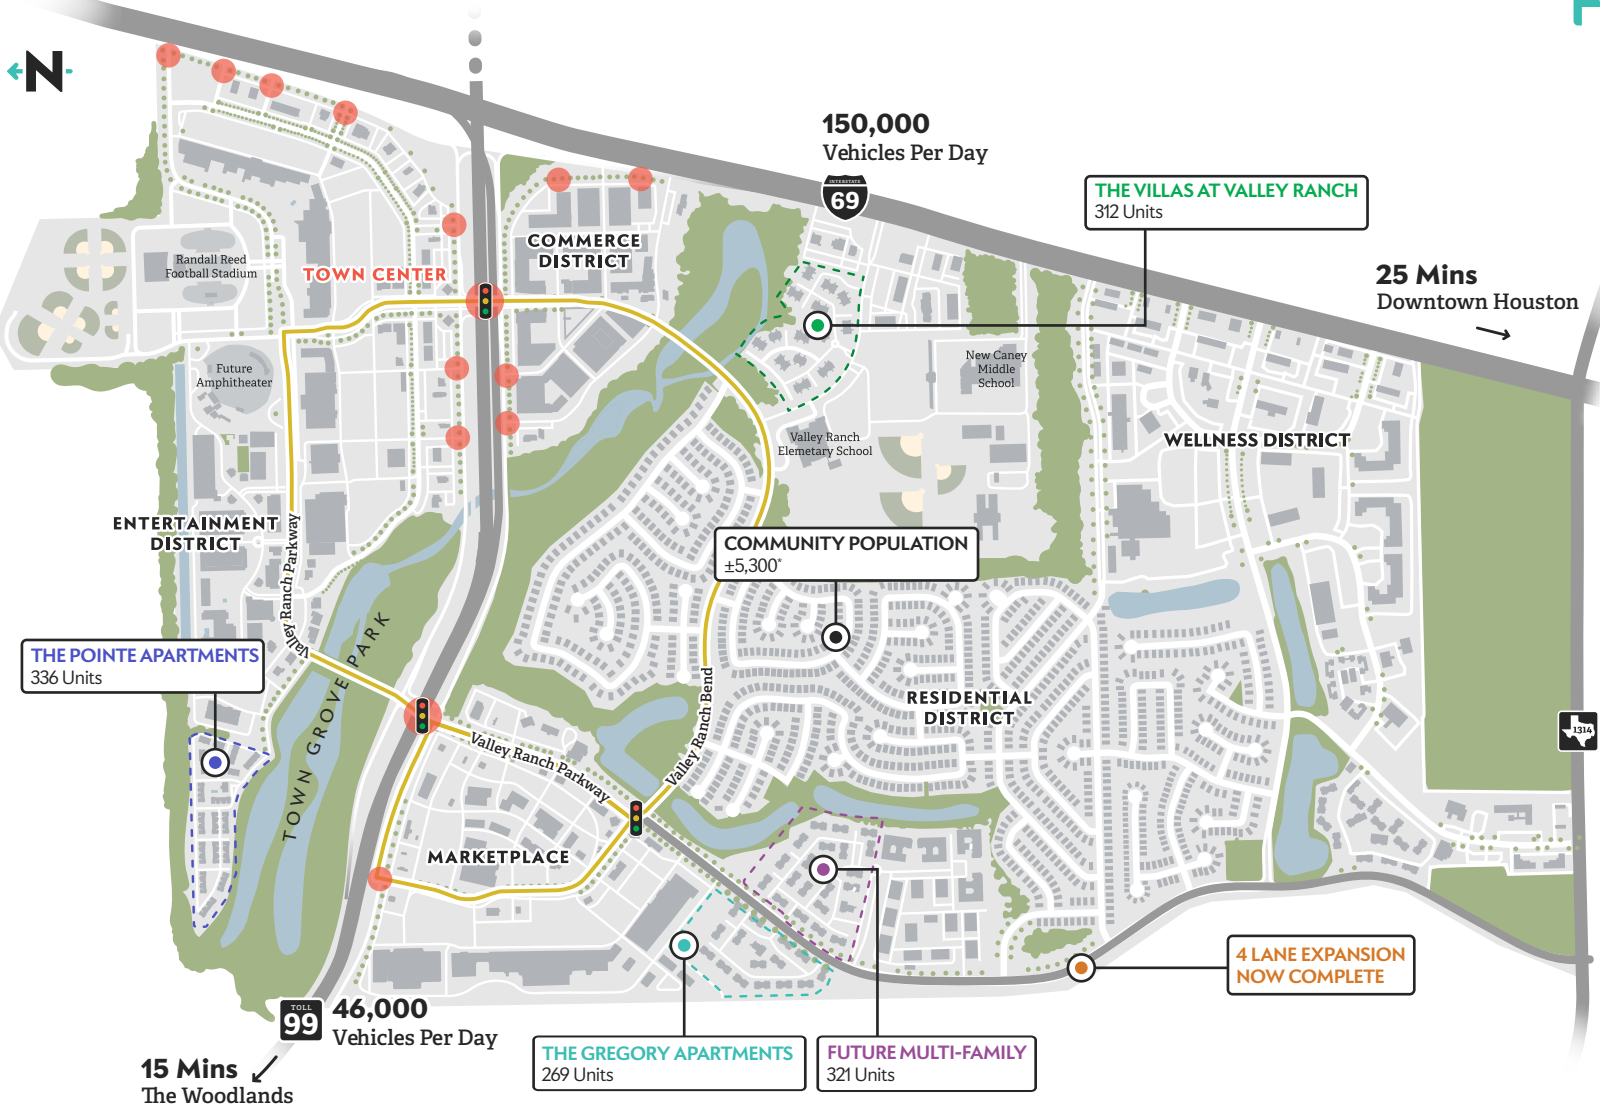 N
150,000
Vehicles Per Day
INTERSTATE
69
THE VILLAS AT VALLEY RANCH
312 Units
25 Mins
Downtown Houston
Randall Reed
Football Stadium
TOWN CENTER
COMMERCE
DISTRICT
Future
Amphitheater
New Caney
Middle
School
Valley Ranch
Elemetary School
WELLNESS DISTRICT
ENTERTAINMENT
DISTRICT
Valley Ranch Parkway
COMMUNITY POPULATION
±5,300*
THE POINTE APARTMENTS
336 Units
TOWN GROVE PARK
Valley Ranch Bend
RESIDENTIAL
DISTRICT
Valley Ranch Parkway
1314
MARKETPLACE
4 LANE EXPANSION
NOW COMPLETE
TOLL
99
46,000
Vehicles Per Day
15 Mins
The Woodlands
THE GREGORY APARTMENTS
269 Units
FUTURE MULTI-FAMILY
321 Units